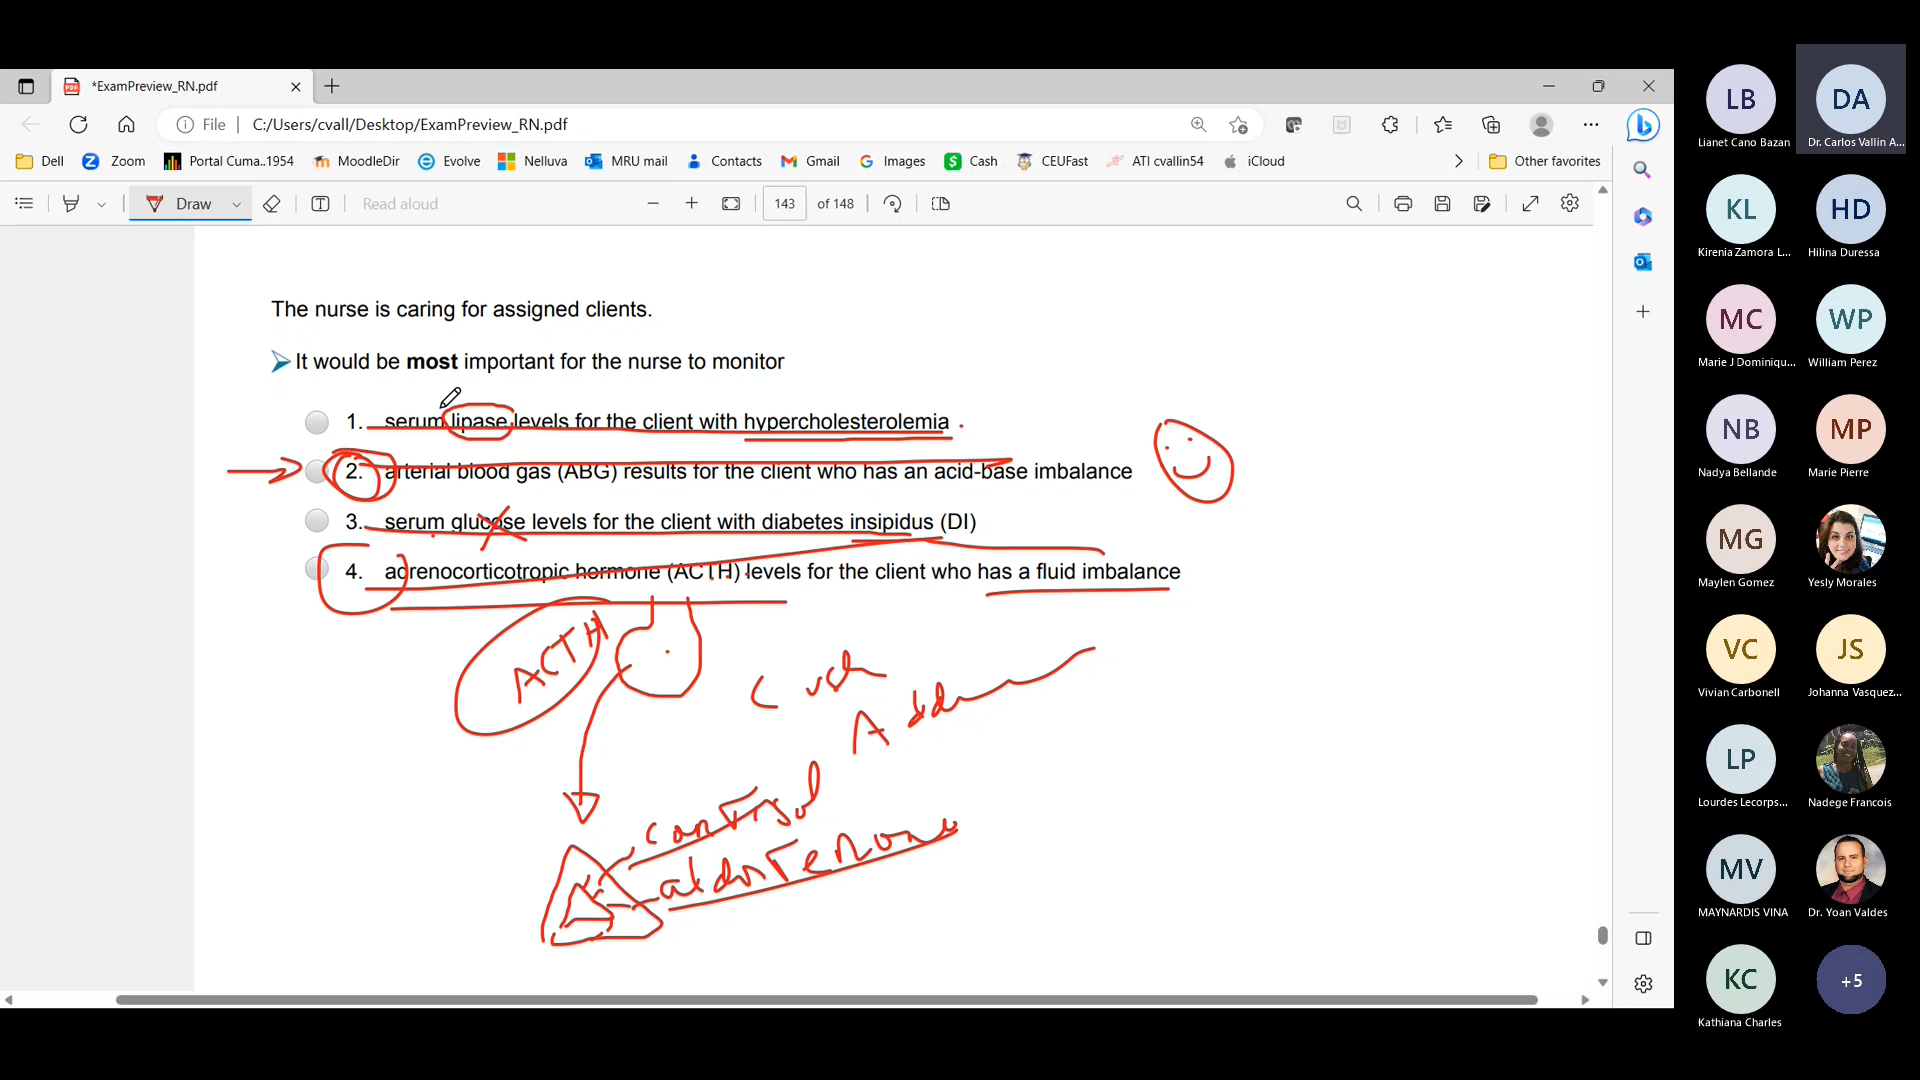 *ExamPreview_RN.pdf
File C:/Users/cvall/Desktop/ExamPreview_RN.pdf
Dell Zoom Portal Cuma..1954 MoodleDir Evolve Nelluva MRU mail Contacts Gmail Images Cash CEUFast ATI cvallin54 iCloud Other favorites
Draw Read aloud 143 of 148
The nurse is caring for assigned clients.
It would be most important for the nurse to monitor
1. serum lipase levels for the client with hypercholesterolemia
2. arterial blood gas (ABG) results for the client who has an acid-base imbalance
3. serum glucose levels for the client with diabetes insipidus (DI)
4. adrenocorticotropic hormone (ACTH) levels for the client who has a fluid imbalance
ACTH
LB DA
Lianet Cano Bazan Dr. Carlos Vallin A...
KL HD
Kirenia Zamora L... Hilina Duressa
MC WP
Marie J Dominiqu... William Perez
NB MP
Nadya Bellande Marie Pierre
MG
Maylen Gomez Yesly Morales
VC JS
Vivian Carbonell Johanna Vasquez...
LP
Lourdes Lecorps... Nadege Francois
MV
MAYNARDIS VINA Dr. Yoan Valdes
KC +5
Kathiana Charles